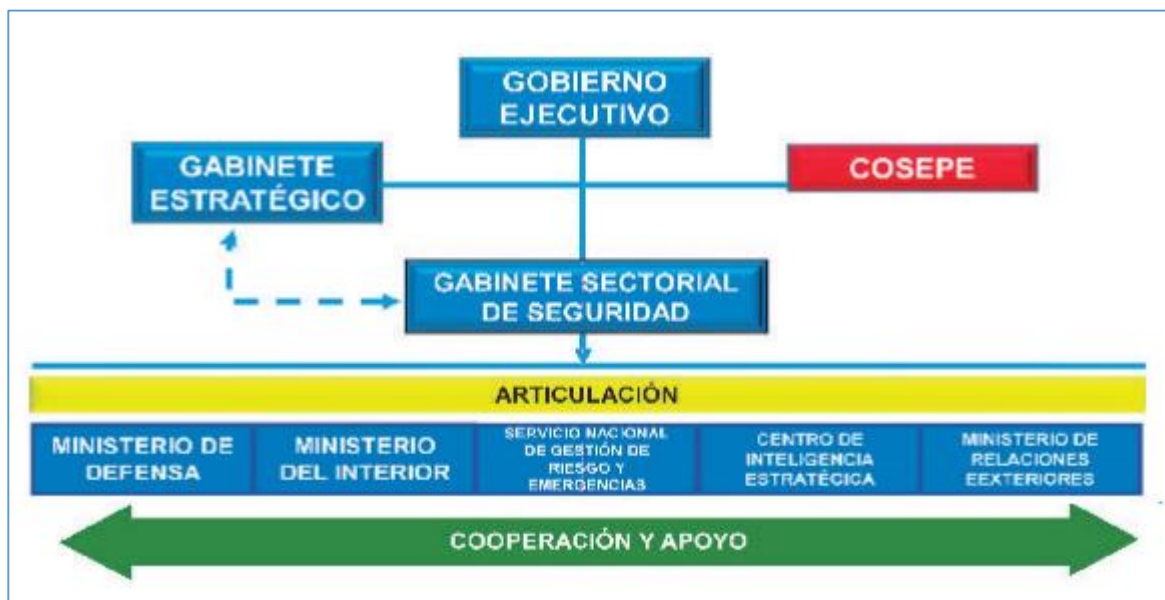 GOBIERNO
EJECUTIVO
GABINETE
ESTRATÉGICO
COSEPE
GABINETE SECTORIAL
DE SEGURIDAD
ARTICULACIÓN
MINISTERIO DE
DEFENSA
MINISTERIO
DEL INTERIOR
SERVICIO NACIONAL
DE GESTIÓN DE
RIESGO Y
EMERGENCIAS
CENTRO DE
INTELIGENCIA
ESTRATÉGICA
MINISTERIO DE
RELACIONES
EEXTERIORES
COOPERACIÓN Y APOYO